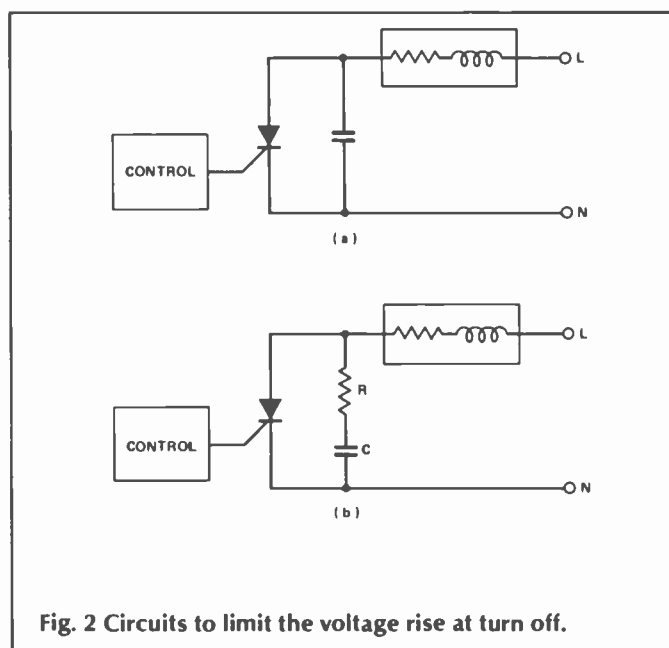 L
CONTROL
N
(a)
L
R
CONTROL
C
N
(b)
Fig. 2 Circuits to limit the voltage rise at turn off.